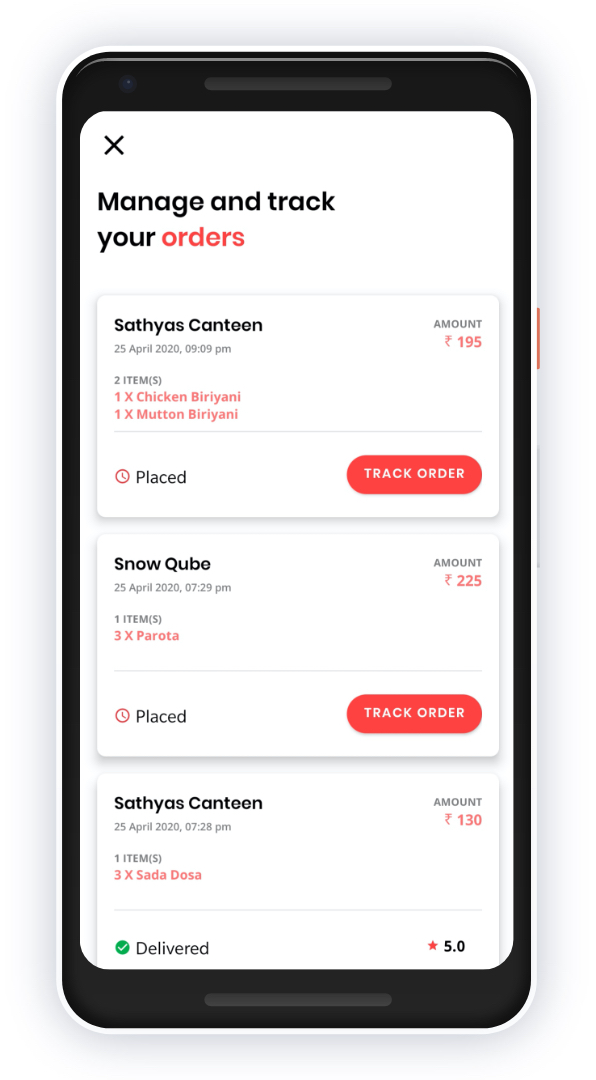 Manage and track
your orders
Sathyas Canteen
AMOUNT
25 April 2020, 09:09 pm
₹ 195
2 ITEM(S)
1 X Chicken Biriyani
1 X Mutton Biriyani
Placed
TRACK ORDER
Snow Qube
AMOUNT
25 April 2020, 07:29 pm
₹ 225
1 ITEM(S)
3 X Parota
Placed
TRACK ORDER
Sathyas Canteen
AMOUNT
25 April 2020, 07:28 pm
₹ 130
1 ITEM(S)
3 X Sada Dosa
Delivered
5.0